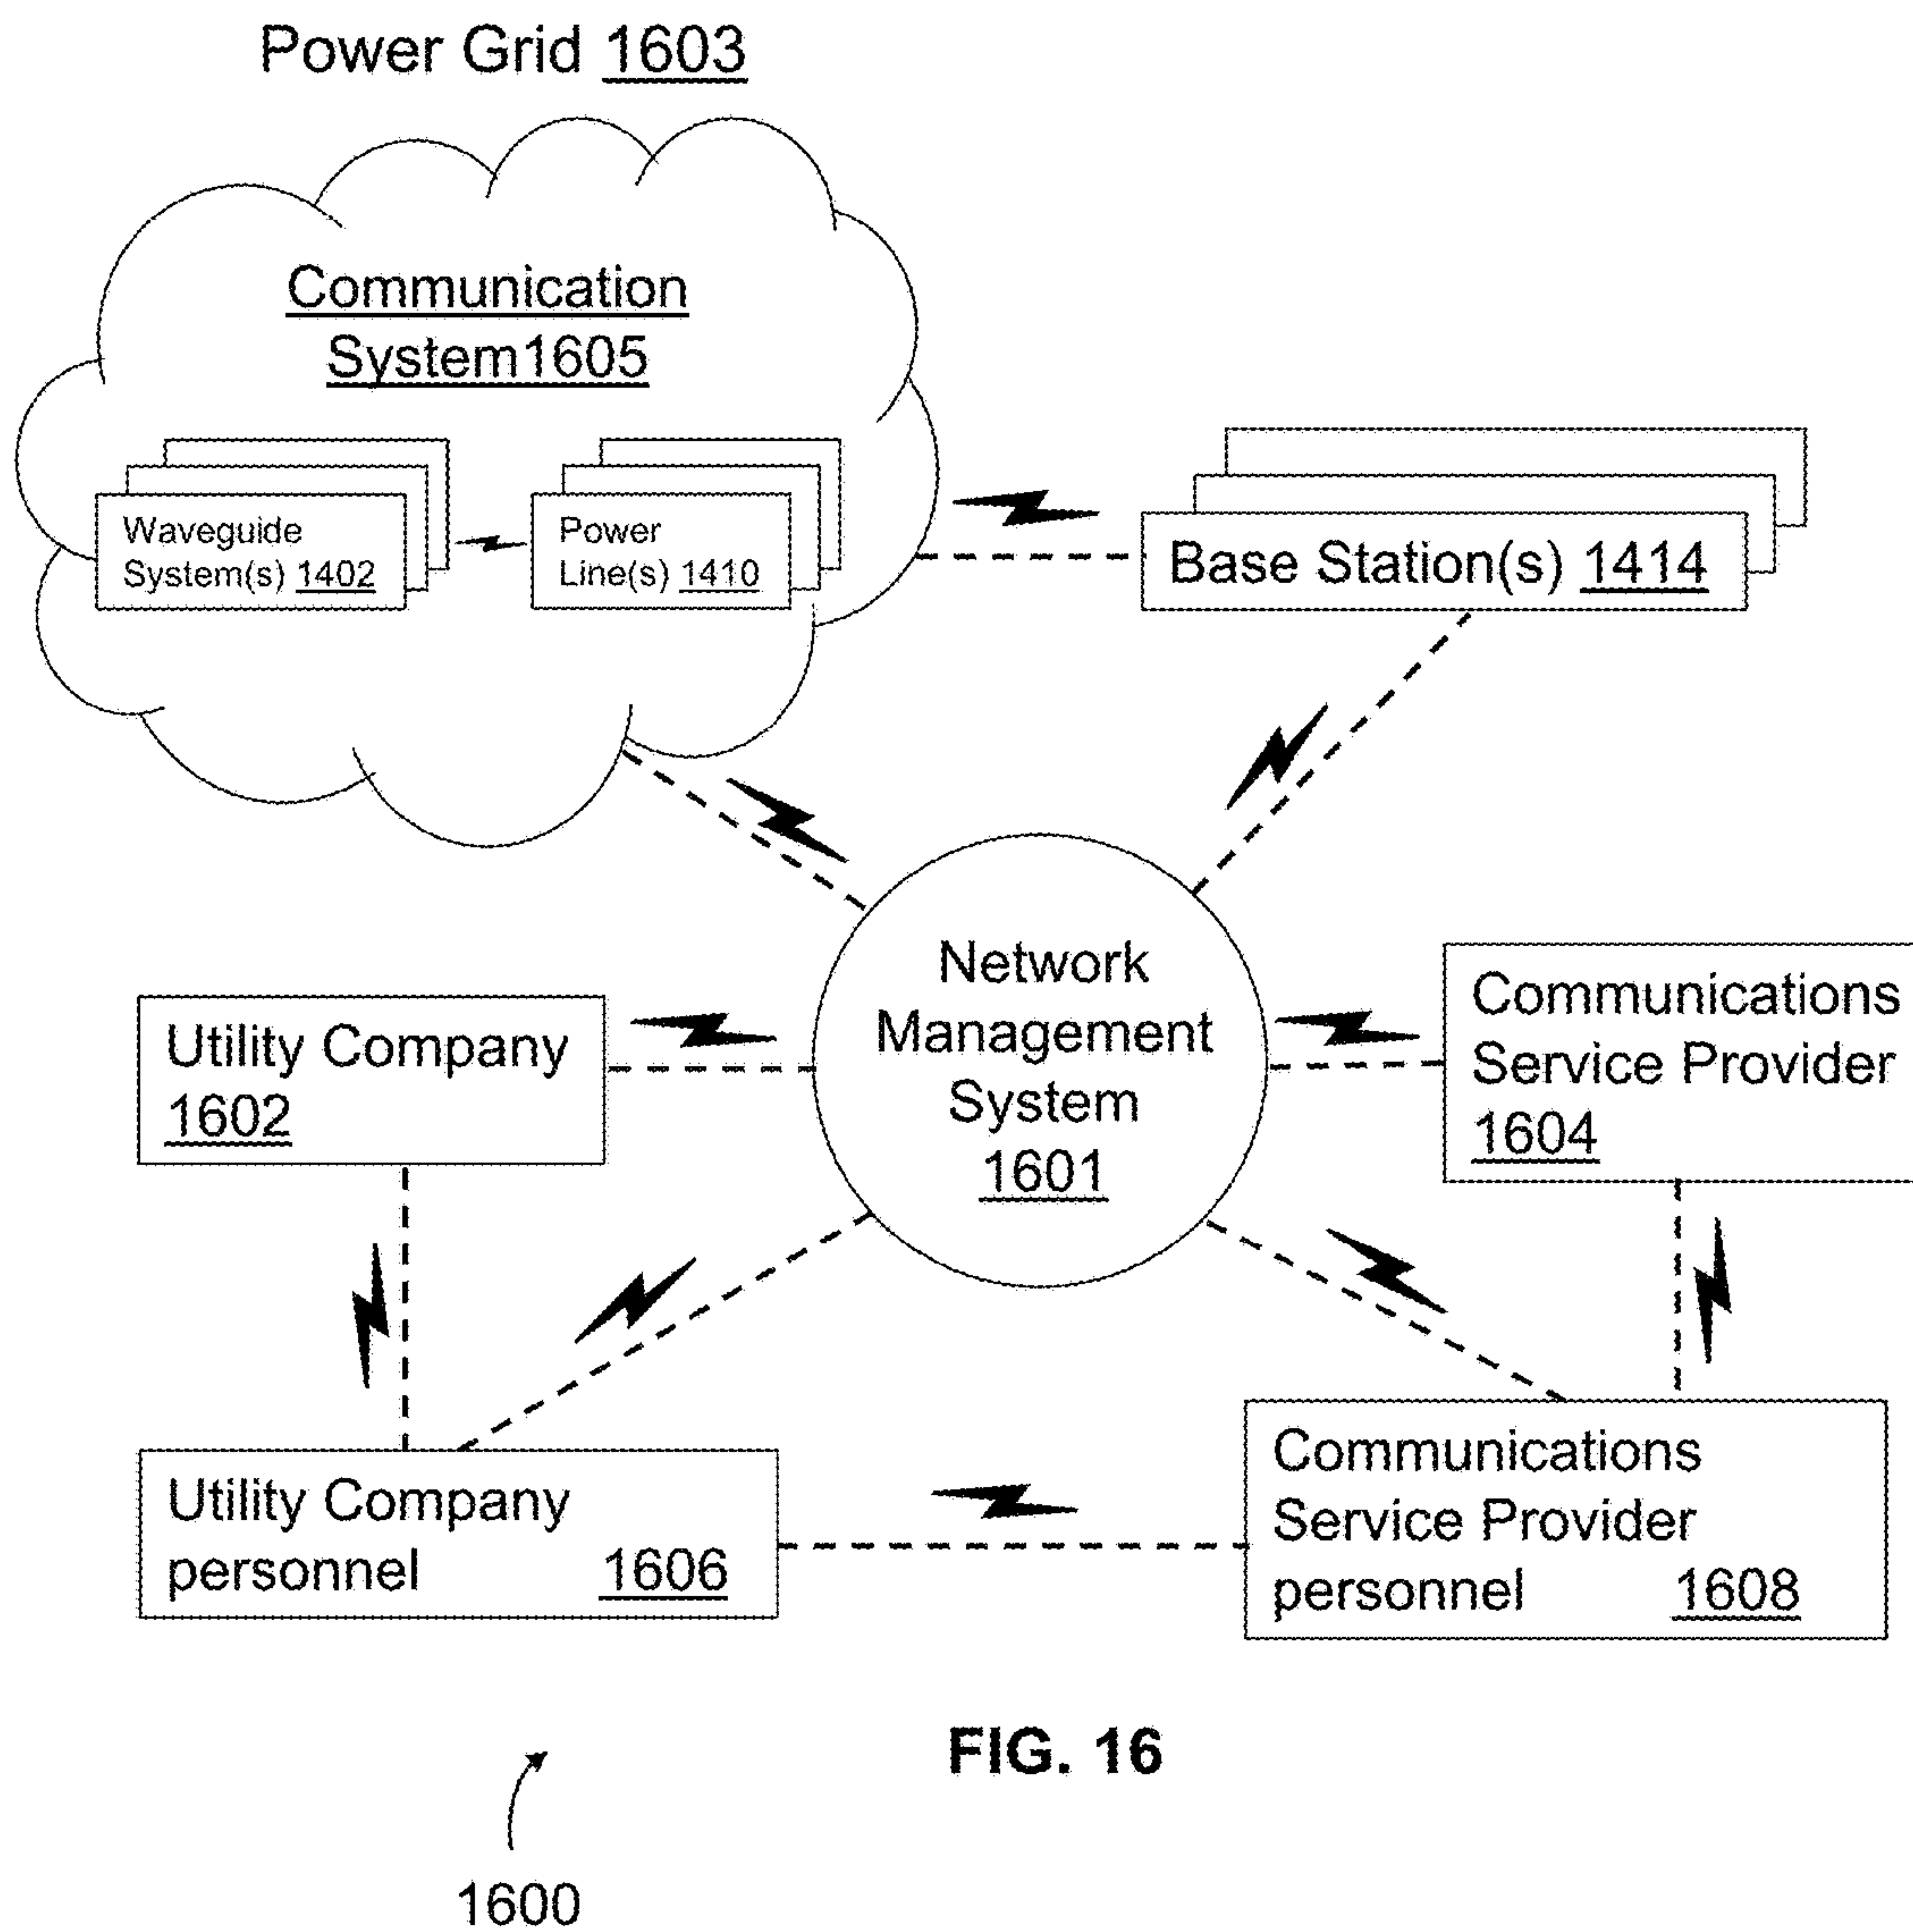 Power Grid 1603
Communication
System1605
Waveguide
System(s) 1402
Power
Line(s) 1410
Base Station(s) 1414
Network
Management
System
1601
Utility Company
1602
Communications
Service Provider
1604
Utility Company
personnel 1606
Communications
Service Provider
personnel 1608
FIG. 16
1600